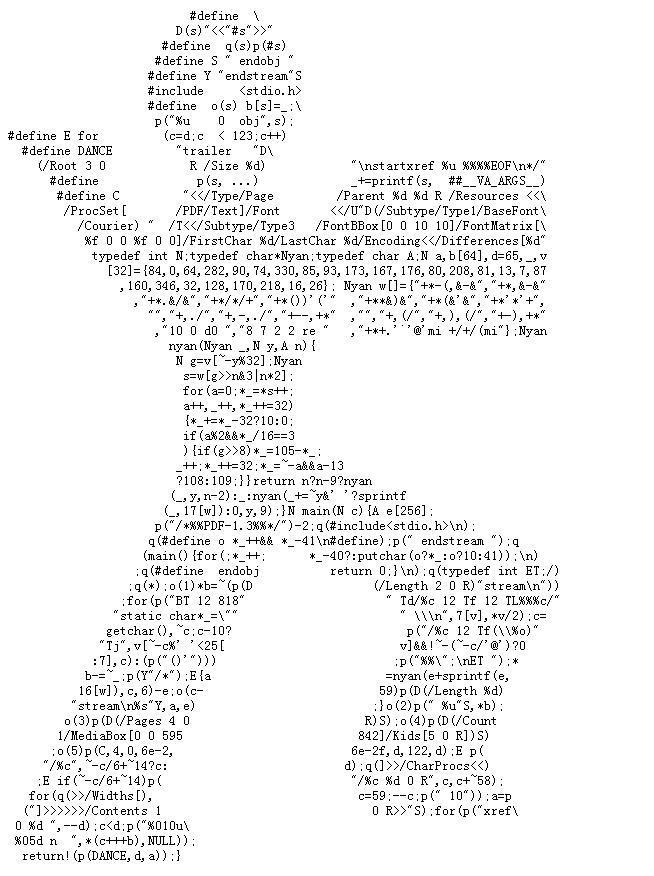 #define \
D(s)"<<"#s">>"
#define q(s)p(#s)
#define S " endobj "
#define Y "endstream"S
#include <stdio.h>
#define o(s) b[s]=_;\
p("%u 0 obj",s);
#define E for (c=d;c < 123;c++)
#define DANCE "trailer "D\
(/Root 3 0 R /Size %d) "\nstartxref %u %%%%EOF\n*/"
#define p(s, ...) _+=printf(s, ##__VA_ARGS__)
#define C "<</Type/Page /Parent %d %d R /Resources <<\
/ProcSet[ /PDF/Text]/Font <</U"D(/Subtype/Type1/BaseFont\
/Courier) " /T<</Subtype/Type3 /FontBBox[0 0 10 10]/FontMatrix[\
%f 0 0 %f 0 0]/FirstChar %d/LastChar %d/Encoding<</Differences[%d"
typedef int N;typedef char*Nyan;typedef char A;N a,b[64],d=65,_,v
[32]={84,0,64,282,90,74,330,85,93,173,167,176,80,208,81,13,7,87
,160,346,32,128,170,218,16,26}; Nyan w[]={"+*-(,&-&","+*,&-&"
,"+*.&/&","+*/*/+","+*())'('" ,"+**&)&","+*(&'&","+*'*'+",
"","+,./","+,-,./","+--,+*" ,"","+,(/","+,),(/","+-),+*"
,"10 0 d0 ","8 7 2 2 re " ,"+*+.'`'@'mi +/+/(mi"};Nyan
nyan(Nyan _,N y,A n){
N g=v[~-y%32];Nyan
s=w[g>>n&3|n*2];
for(a=0;*_=*s++;
a++,_++,*_++=32)
{*_+=*_-32?10:0;
if(a%2&&*_/16==3
){if(g>>8)*_=105-*_;
_++;*_++=32;*_=~-a&&a-13
?108:109;}}return n?n-9?nyan
(_,y,n-2):_:nyan(_+=~y&' '?sprintf
(_,17[w]):0,y,9);}N main(N c){A e[256];
p("/*%%PDF-1.3%%*/")-2;q(#include<stdio.h>\n);
q(#define o *_++&& *_-41\n#define);p(" endstream ");q
(main(){for(;*_++; *_-40?:putchar(o?*_:o?10:41));\n)
;q(#define endobj return 0;}\n);q(typedef int ET;/)
;q(*);o(1)*b=~(p(D (/Length 2 0 R)"stream\n"))
;for(p("BT 12 818" " Td/%c 12 Tf 12 TL%%%c/"
"static char*_=\"" " \\\n",7[v],*v/2);c=
getchar(),~c;c-10? p("/%c 12 Tf(\\%o)"
"Tj",v[~-c%' '<25[ v]&&!~-(~-c/'@')?0
:7],c):(p("()'"))) ;p("%%\";\nET ");*
b-=~_;p(Y"/*");E{a =nyan(e+sprintf(e,
16[w]),c,6)-e;o(c- 59)p(D(/Length %d)
"stream\n%s"Y,a,e) ;}o(2)p(" %u"S,*b);
o(3)p(D(/Pages 4 0 R)S);o(4)p(D(/Count
1/MediaBox[0 0 595 842]/Kids[5 0 R])S)
;o(5)p(C,4,0,6e-2, 6e-2f,d,122,d);E p(
"/%c",~-c/6+~14?c: d);q(]>>/CharProcs<<)
;E if(~-c/6+~14)p( "/%c %d 0 R",c,c+~58);
for(q(>>/Widths[), c=59;--c;p(" 10"));a=p
("]>>>>>>/Contents 1 0 R>>"S);for(p("xref\
0 %d ",--d);c<d;p("%010u\
%05d n ",*(c+++b),NULL));
return!(p(DANCE,d,a));}